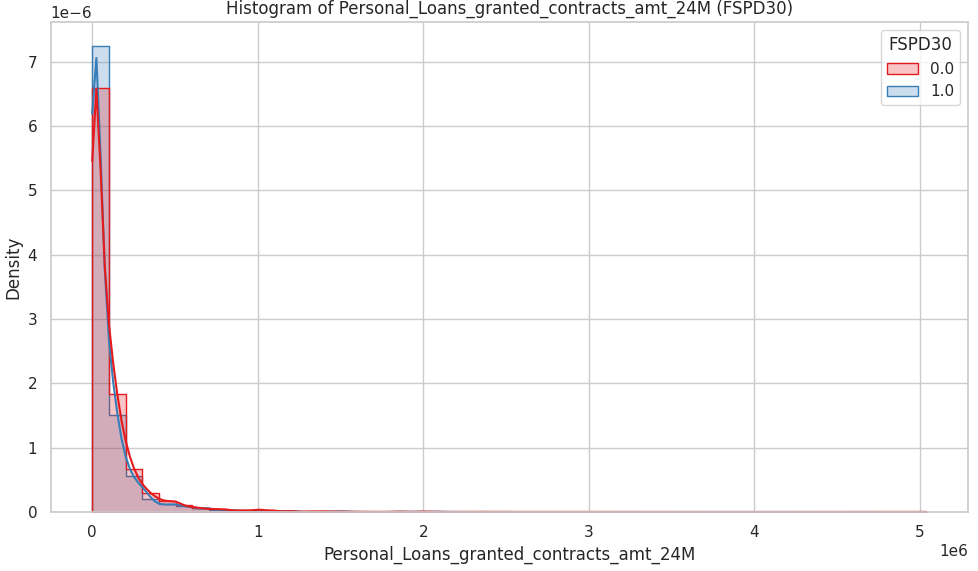 Histogram of Personal_Loans_granted_contracts_amt_24M (FSPD30)
1e−6
FSPD30
0.0
1.0
7
6
5
4
3
2
1
0
Density
0 1 2 3 4 5
1e6
Personal_Loans_granted_contracts_amt_24M